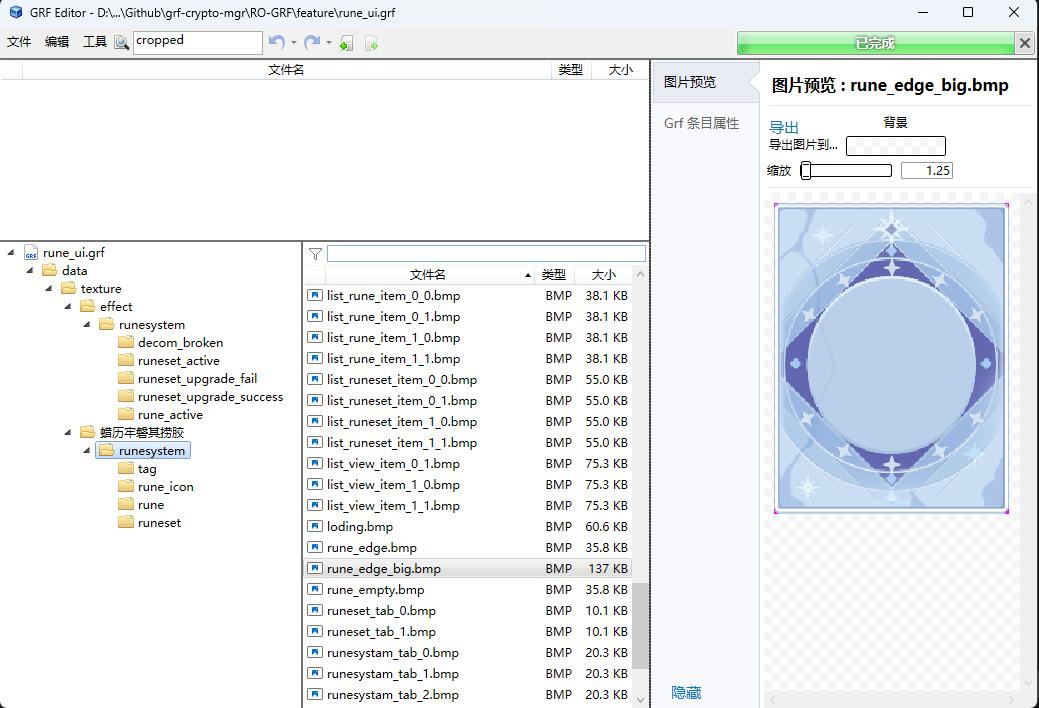 GRF Editor - D:\...\Github\grf-crypto-mgr\RO-GRF\feature\rune_ui.grf
文件 编辑 工具 cropped 已完成
文件名 类型 大小
图片预览
Grf 条目属性
隐藏
图片预览 : rune_edge_big.bmp
导出 背景
导出图片到...
缩放 1.25
rune_ui.grf
data
texture
effect
runesystem
decom_broken
runeset_active
runeset_upgrade_fail
runeset_upgrade_success
rune_active
蜡历牢磐其捞胶
runesystem
tag
rune_icon
rune
runeset
文件名 类型 大小
list_rune_item_0_0.bmp BMP 38.1 KB
list_rune_item_0_1.bmp BMP 38.1 KB
list_rune_item_1_0.bmp BMP 38.1 KB
list_rune_item_1_1.bmp BMP 38.1 KB
list_runeset_item_0_0.bmp BMP 55.0 KB
list_runeset_item_0_1.bmp BMP 55.0 KB
list_runeset_item_1_0.bmp BMP 55.0 KB
list_runeset_item_1_1.bmp BMP 55.0 KB
list_view_item_0_1.bmp BMP 75.3 KB
list_view_item_1_0.bmp BMP 75.3 KB
list_view_item_1_1.bmp BMP 75.3 KB
loding.bmp BMP 60.6 KB
rune_edge.bmp BMP 35.8 KB
rune_edge_big.bmp BMP 137 KB
rune_empty.bmp BMP 35.8 KB
runeset_tab_0.bmp BMP 10.1 KB
runeset_tab_1.bmp BMP 10.1 KB
runesystam_tab_0.bmp BMP 20.3 KB
runesystam_tab_1.bmp BMP 20.3 KB
runesystam_tab_2.bmp BMP 20.3 KB